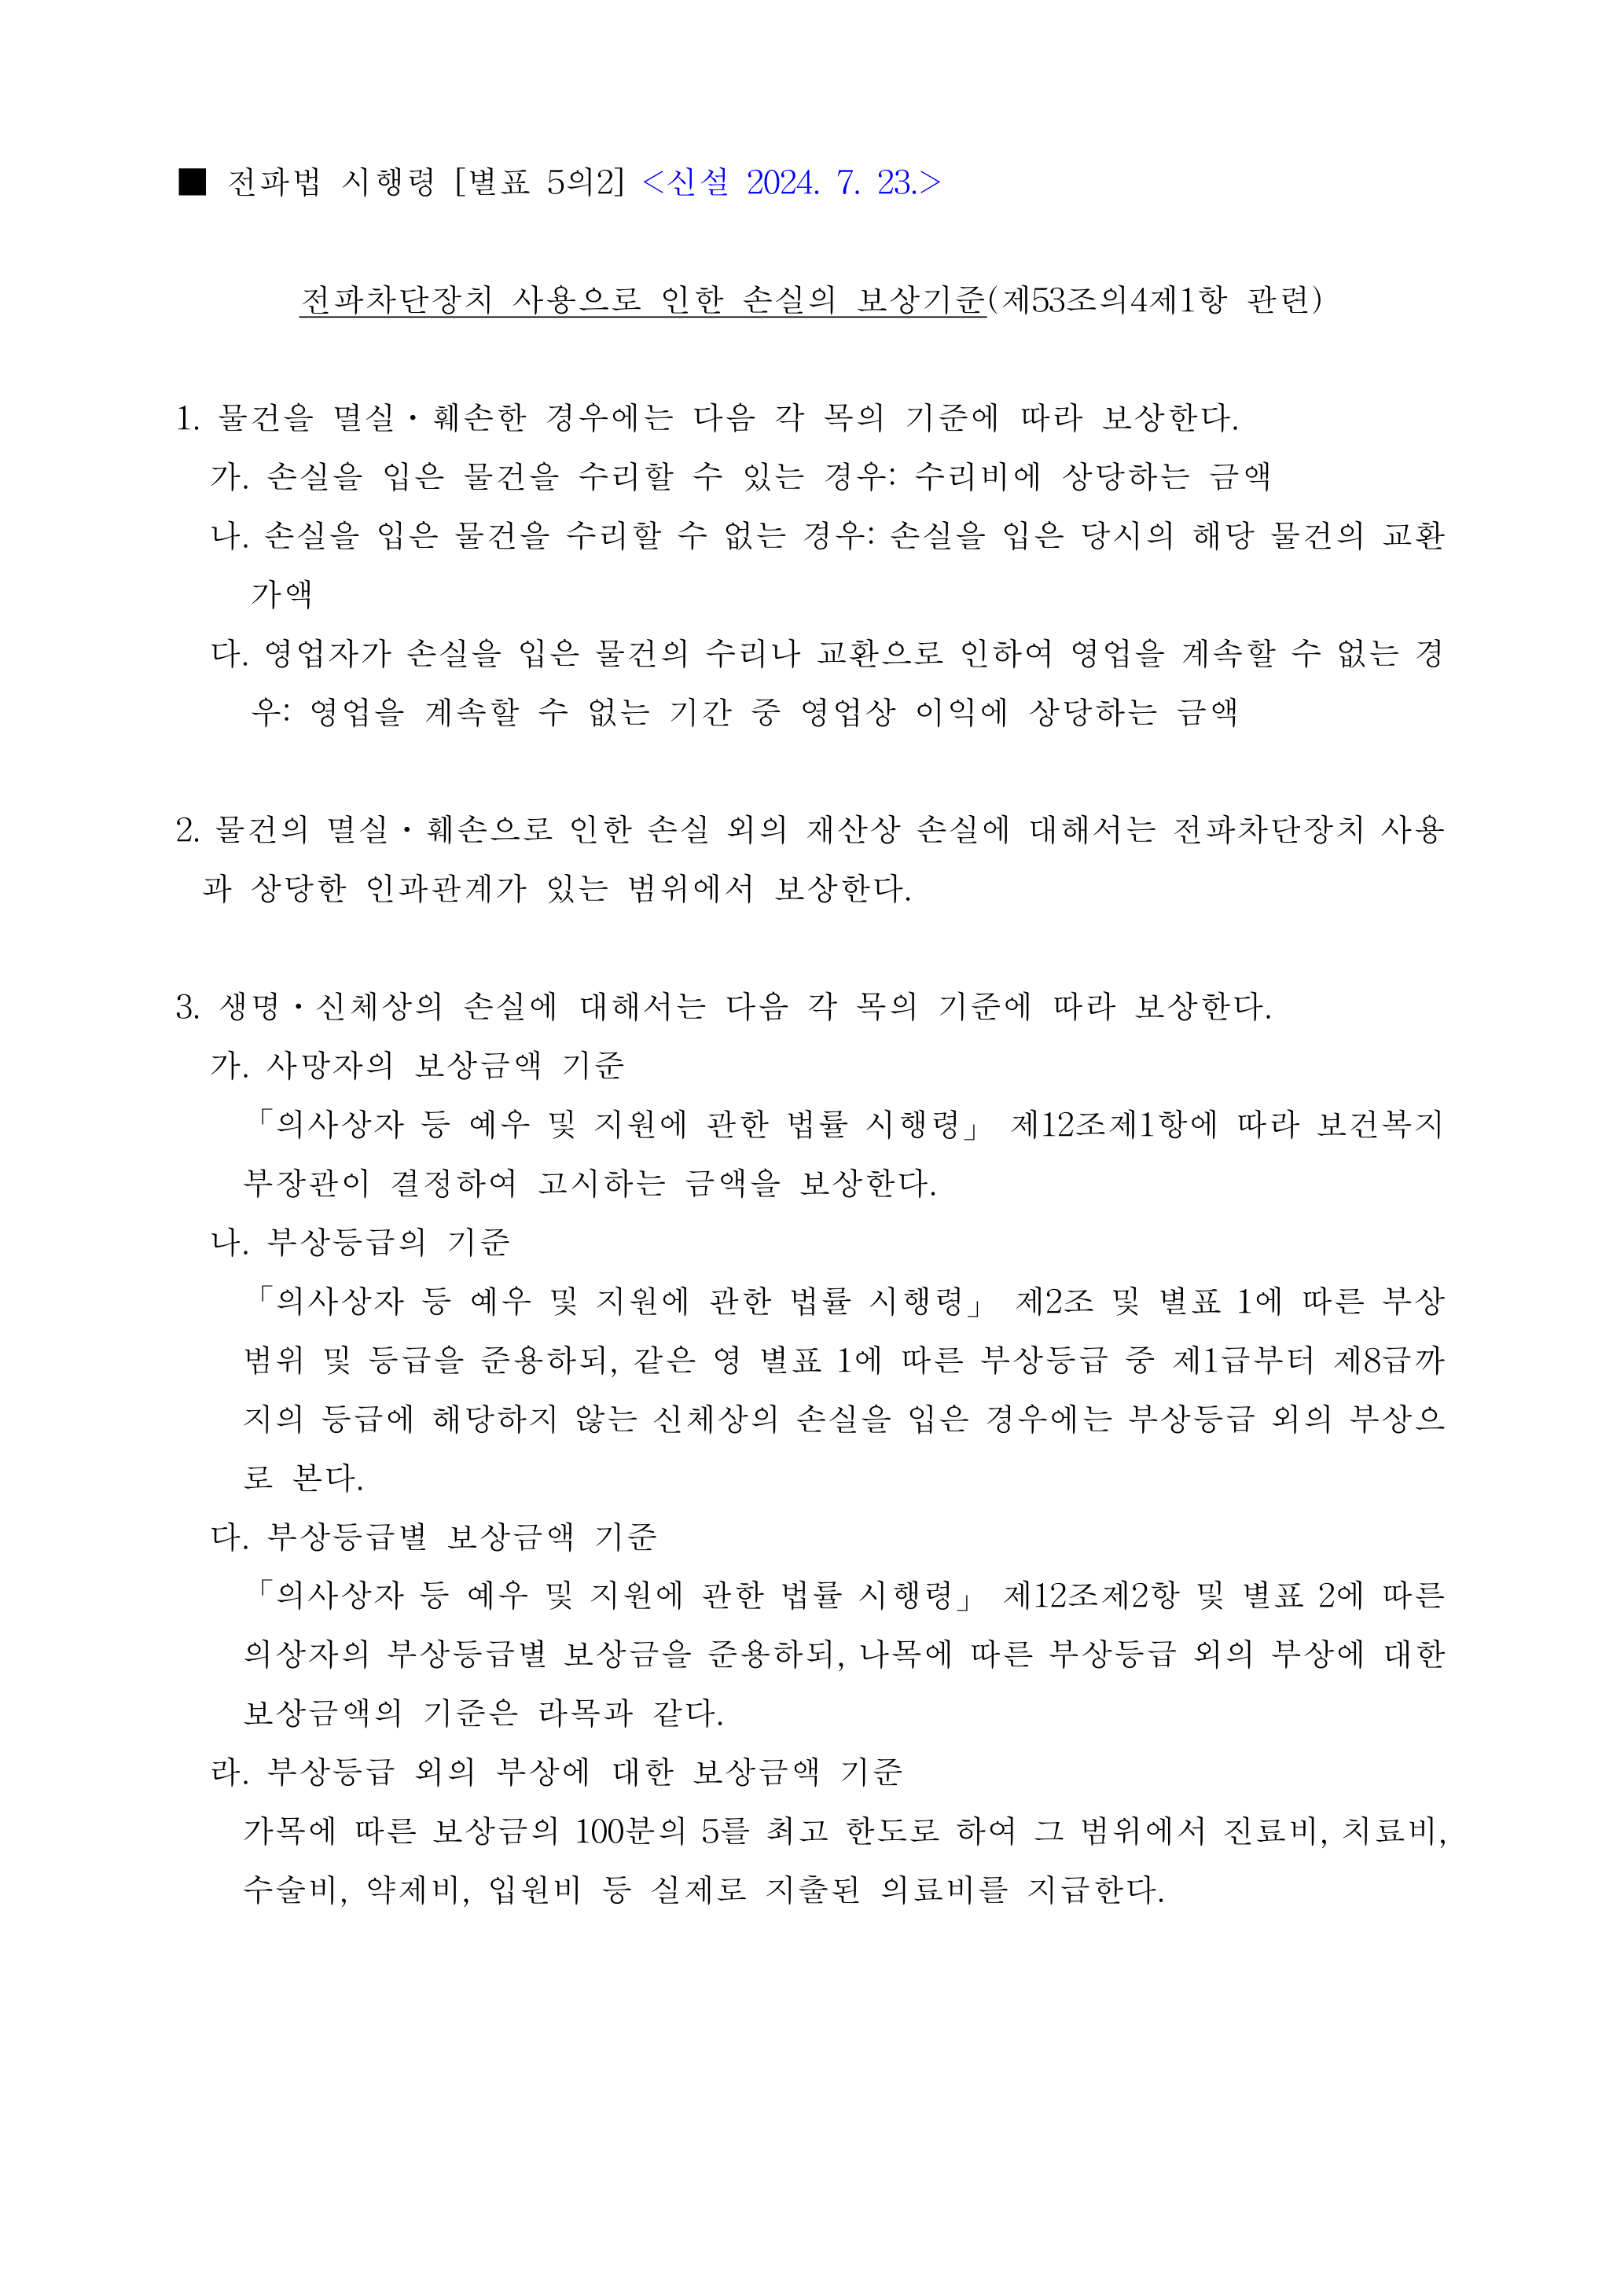 ■ 전파법 시행령 [별표 5의2] <신설 2024. 7. 23.>
전파차단장치 사용으로 인한 손실의 보상기준(제53조의4제1항 관련)
1. 물건을 멸실ㆍ훼손한 경우에는 다음 각 목의 기준에 따라 보상한다.
가. 손실을 입은 물건을 수리할 수 있는 경우: 수리비에 상당하는 금액
나. 손실을 입은 물건을 수리할 수 없는 경우: 손실을 입은 당시의 해당 물건의 교환
가액
다. 영업자가 손실을 입은 물건의 수리나 교환으로 인하여 영업을 계속할 수 없는 경
우: 영업을 계속할 수 없는 기간 중 영업상 이익에 상당하는 금액
2. 물건의 멸실ㆍ훼손으로 인한 손실 외의 재산상 손실에 대해서는 전파차단장치 사용
과 상당한 인과관계가 있는 범위에서 보상한다.
3. 생명ㆍ신체상의 손실에 대해서는 다음 각 목의 기준에 따라 보상한다.
가. 사망자의 보상금액 기준
「의사상자 등 예우 및 지원에 관한 법률 시행령」 제12조제1항에 따라 보건복지
부장관이 결정하여 고시하는 금액을 보상한다.
나. 부상등급의 기준
「의사상자 등 예우 및 지원에 관한 법률 시행령」 제2조 및 별표 1에 따른 부상
범위 및 등급을 준용하되, 같은 영 별표 1에 따른 부상등급 중 제1급부터 제8급까
지의 등급에 해당하지 않는 신체상의 손실을 입은 경우에는 부상등급 외의 부상으
로 본다.
다. 부상등급별 보상금액 기준
「의사상자 등 예우 및 지원에 관한 법률 시행령」 제12조제2항 및 별표 2에 따른
의상자의 부상등급별 보상금을 준용하되, 나목에 따른 부상등급 외의 부상에 대한
보상금액의 기준은 라목과 같다.
라. 부상등급 외의 부상에 대한 보상금액 기준
가목에 따른 보상금의 100분의 5를 최고 한도로 하여 그 범위에서 진료비, 치료비,
수술비, 약제비, 입원비 등 실제로 지출된 의료비를 지급한다.